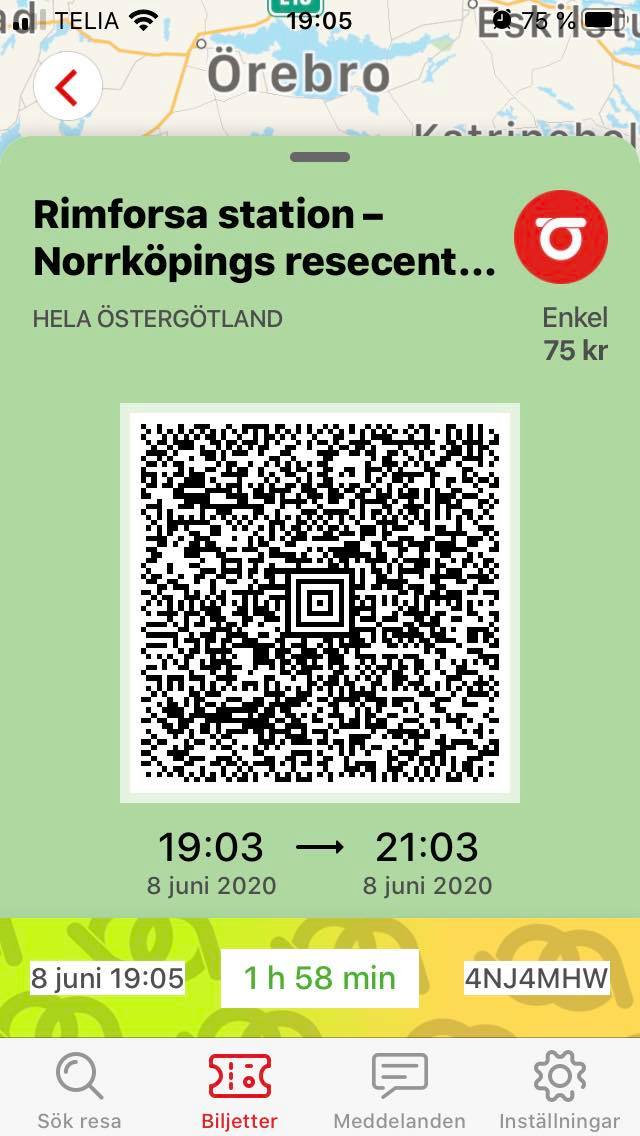 TELIA 19:05 75 %
Örebro
Rimforsa station –
Norrköpings resecent...
HELA ÖSTERGÖTLAND
Enkel
75 kr
19:03 → 21:03
8 juni 2020 8 juni 2020
8 juni 19:05 1 h 58 min 4NJ4MHW
Sök resa Biljetter Meddelanden Inställningar